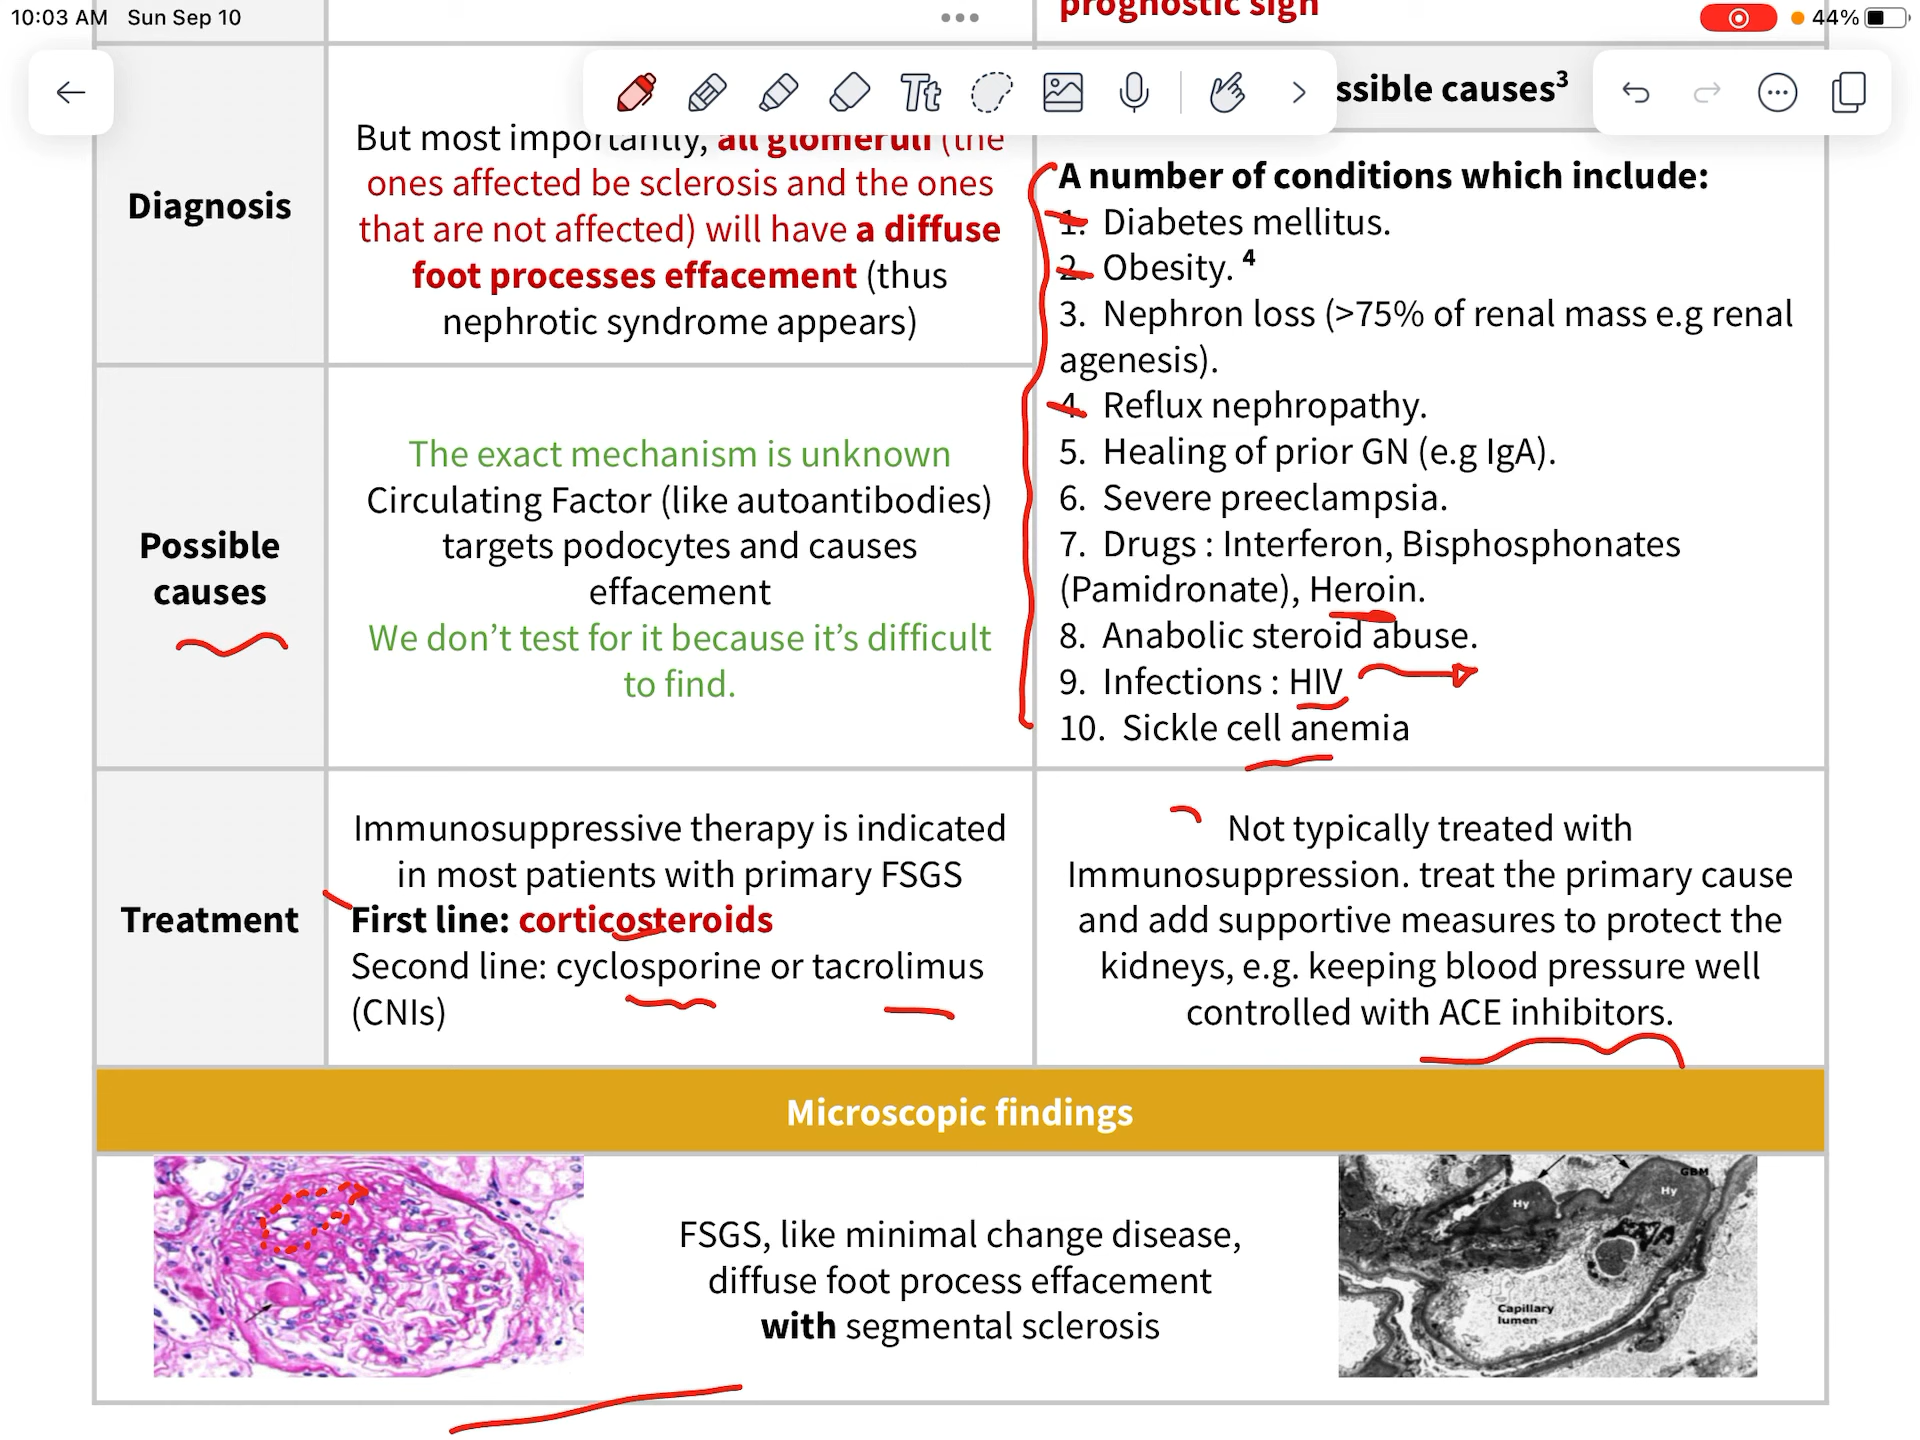 10:03 AM Sun Sep 10
44%
prognostic sign
Tt
ssible causes³
Diagnosis
But most importantly, all glomeruli (the
ones affected be sclerosis and the ones
that are not affected) will have a diffuse
foot processes effacement (thus
nephrotic syndrome appears)
A number of conditions which include:
1. Diabetes mellitus.
2. Obesity. ⁴
3. Nephron loss (>75% of renal mass e.g renal
agenesis).
4. Reflux nephropathy.
5. Healing of prior GN (e.g IgA).
6. Severe preeclampsia.
7. Drugs : Interferon, Bisphosphonates
(Pamidronate), Heroin.
8. Anabolic steroid abuse.
9. Infections : HIV
10. Sickle cell anemia
Possible
causes
The exact mechanism is unknown
Circulating Factor (like autoantibodies)
targets podocytes and causes
effacement
We don't test for it because it's difficult
to find.
Treatment
Immunosuppressive therapy is indicated
in most patients with primary FSGS
First line: corticosteroids
Second line: cyclosporine or tacrolimus
(CNIs)
Not typically treated with
Immunosuppression. treat the primary cause
and add supportive measures to protect the
kidneys, e.g. keeping blood pressure well
controlled with ACE inhibitors.
Microscopic findings
FSGS, like minimal change disease,
diffuse foot process effacement
with segmental sclerosis
GBM
Hy
Hy
Capillary
lumen